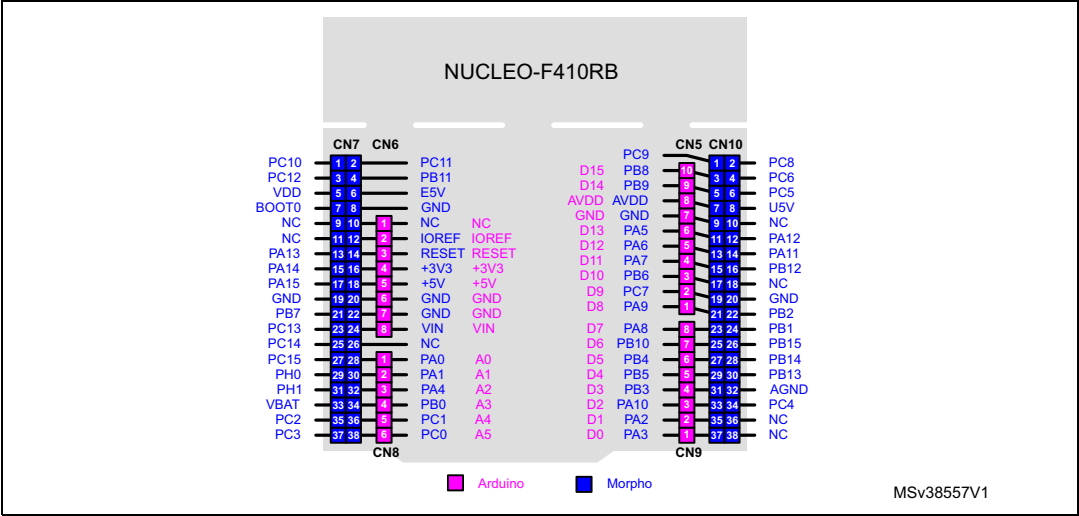 NUCLEO-F410RB
CN7 CN6 CN5 CN10
PC9
PC10 1 2 PC11 D15 PB8 10 1 2 PC8
PC12 3 4 PB11 D14 PB9 9 3 4 PC6
VDD 5 6 E5V AVDD AVDD 8 5 6 PC5
BOOT0 7 8 GND GND GND 7 7 8 U5V
NC 9 10 1 NC NC D13 PA5 6 9 10 NC
NC 11 12 2 IOREF IOREF D12 PA6 5 11 12 PA12
PA13 13 14 3 RESET RESET D11 PA7 4 13 14 PA11
PA14 15 16 4 +3V3 +3V3 D10 PB6 3 15 16 PB12
PA15 17 18 5 +5V +5V D9 PC7 2 17 18 NC
GND 19 20 6 GND GND D8 PA9 1 19 20 GND
PB7 21 22 7 GND GND 21 22 PB2
PC13 23 24 8 VIN VIN D7 PA8 8 23 24 PB1
PC14 25 26 NC D6 PB10 7 25 26 PB15
PC15 27 28 1 PA0 A0 D5 PB4 6 27 28 PB14
PH0 29 30 2 PA1 A1 D4 PB5 5 29 30 PB13
PH1 31 32 3 PA4 A2 D3 PB3 4 31 32 AGND
VBAT 33 34 4 PB0 A3 D2 PA10 3 33 34 PC4
PC2 35 36 5 PC1 A4 D1 PA2 2 35 36 NC
PC3 37 38 6 PC0 A5 D0 PA3 1 37 38 NC
CN8 CN9
Arduino Morpho
MSv38557V1